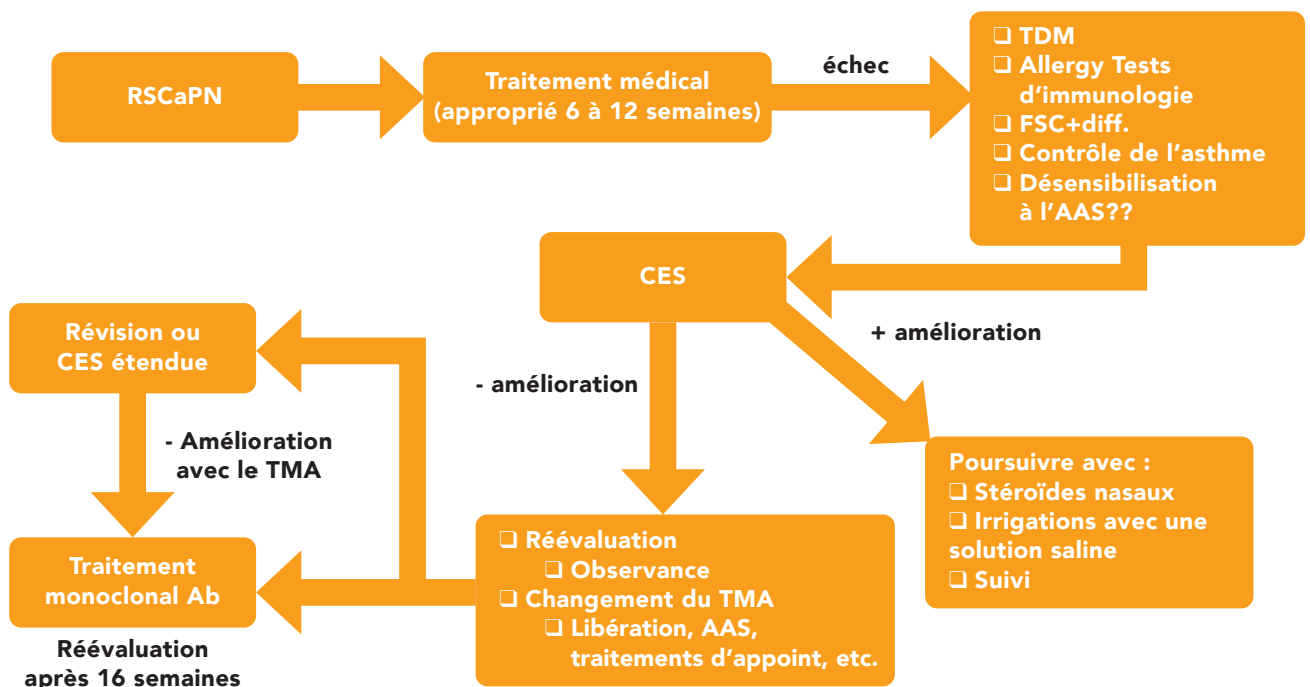 RSCaPN
Traitement médical
(approprié 6 à 12 semaines)
échec
❑ TDM
❑ Allergy Tests
d’immunologie
❑ FSC+diff.
❑ Contrôle de l’asthme
❑ Désensibilisation
à l’AAS??
CES
+ amélioration
- amélioration
Révision ou
CES étendue
- Amélioration
avec le TMA
Traitement
monoclonal Ab
Réévaluation
après 16 semaines
❑ Réévaluation
❑ Observance
❑ Changement du TMA
❑ Libération, AAS,
traitements d’appoint, etc.
Poursuivre avec :
❑ Stéroïdes nasaux
❑ Irrigations avec une
solution saline
❑ Suivi